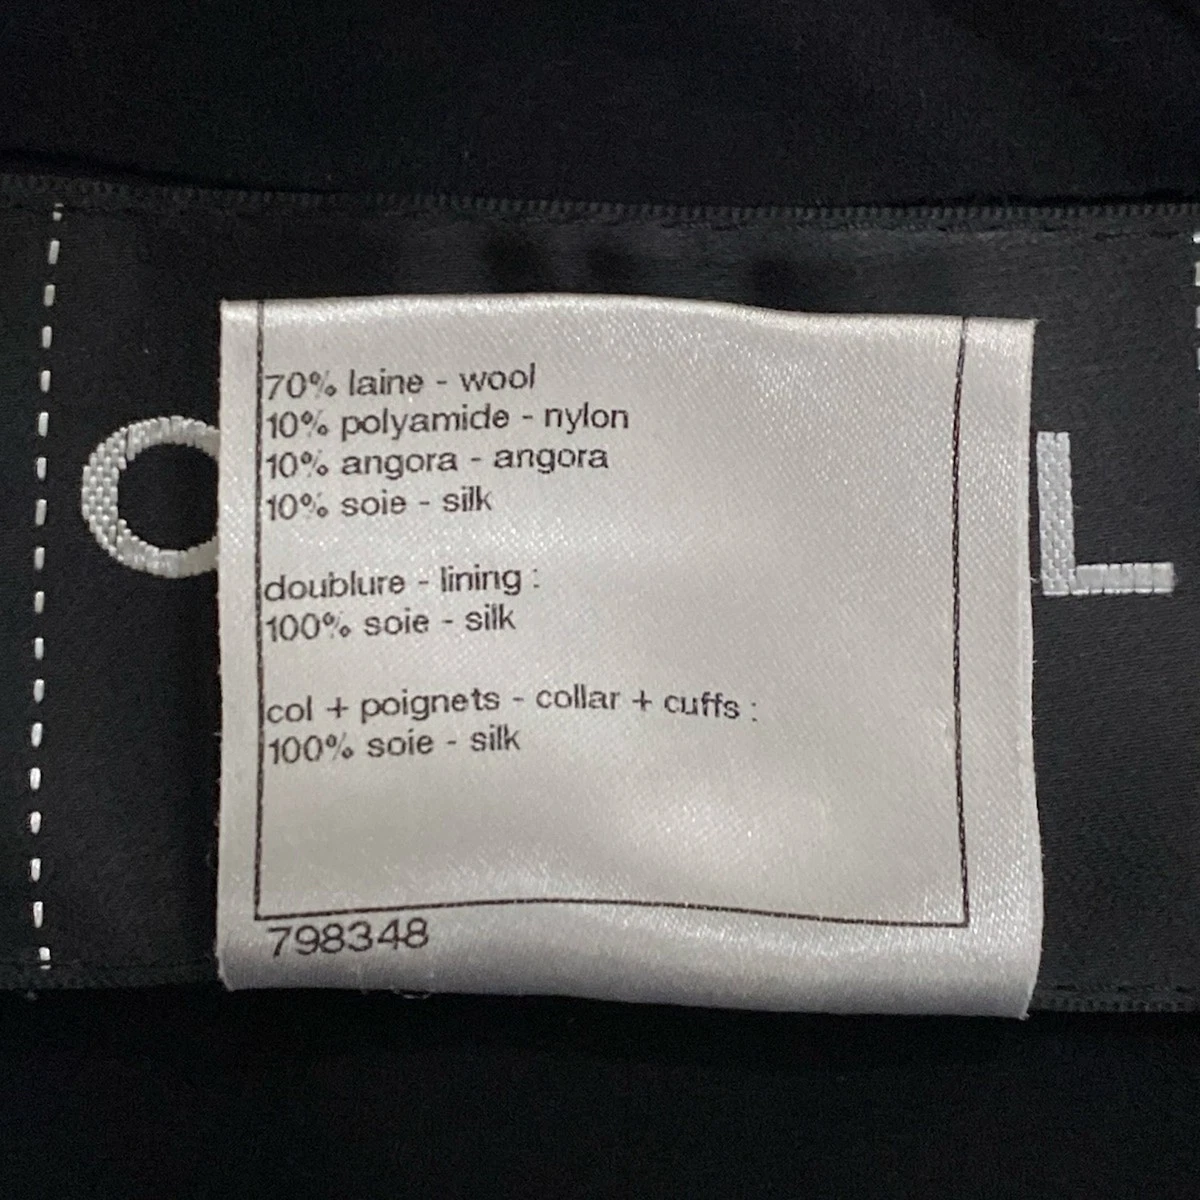 70% laine - wool
10% polyamide - nylon
10% angora - angora
10% soie - silk
doublure - lining :
100% soie - silk
col + poignets - collar + cuffs :
100% soie - silk
798348
L